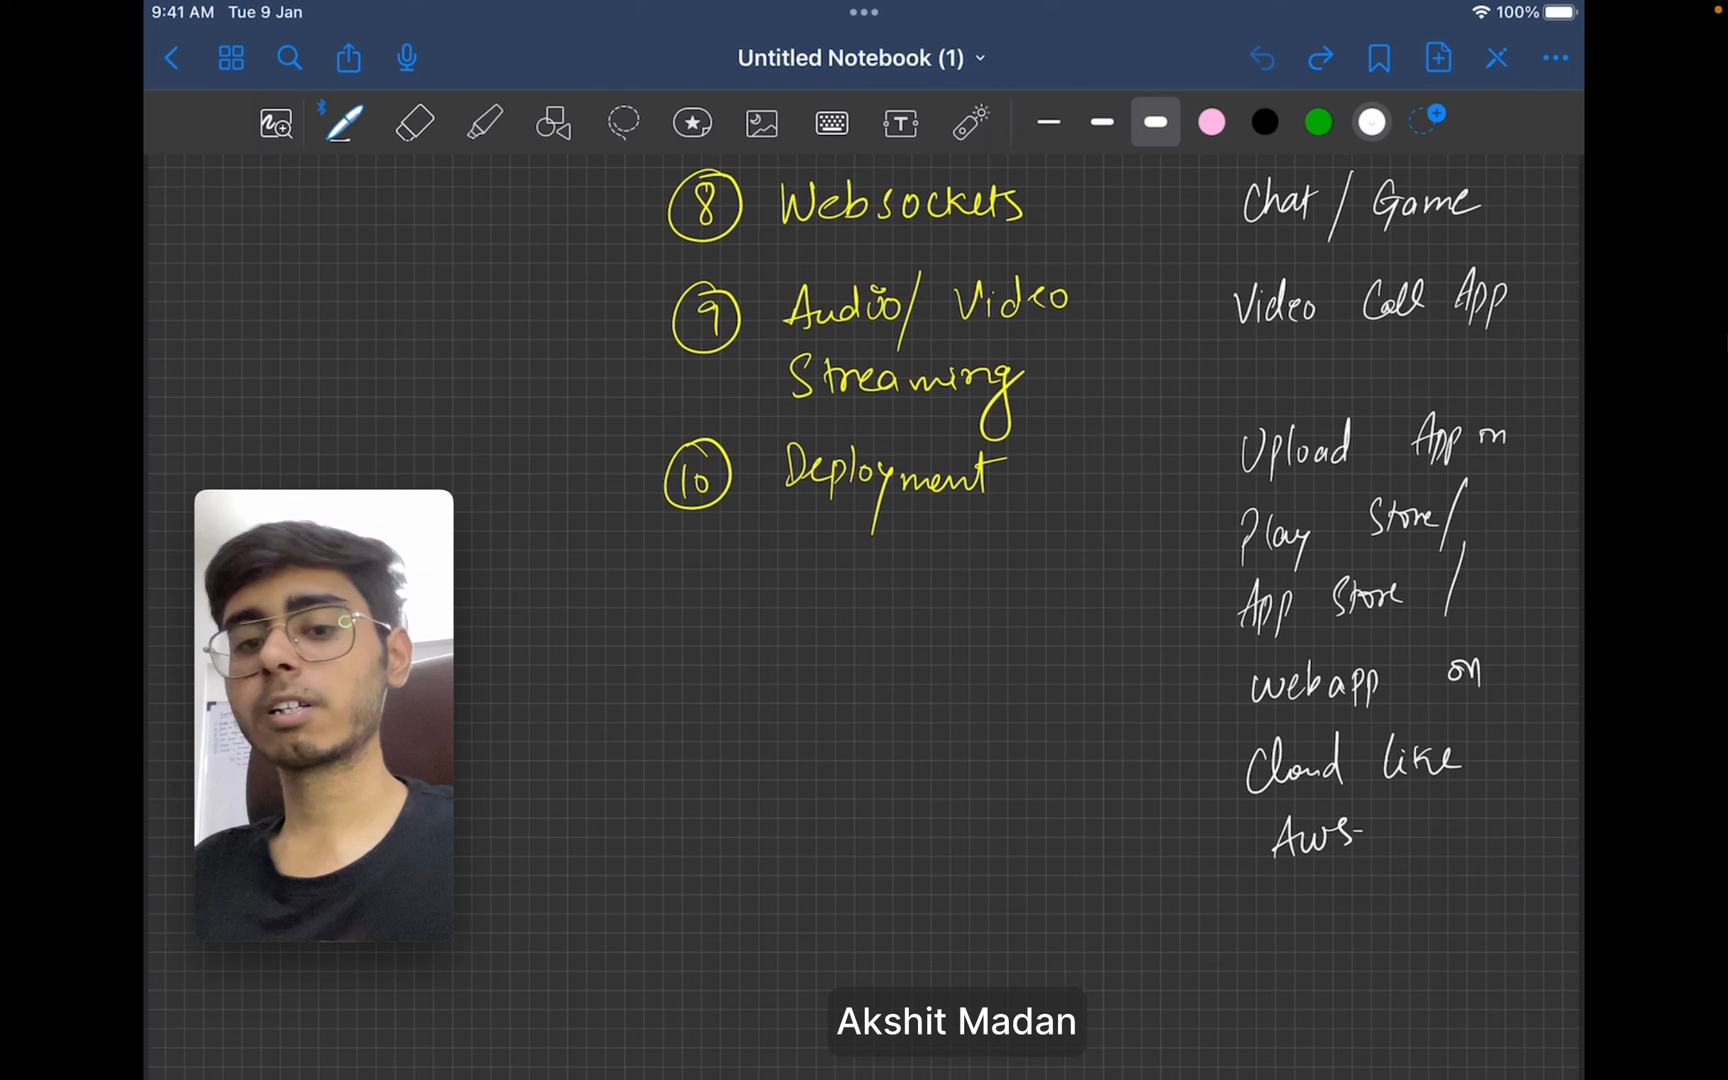 9:41 AM Tue 9 Jan
100%
Untitled Notebook (1)
8 Websockets
Chat / Game
9 Audio/ Video
Streaming
Video Call App
10 Deployment
Upload App on
Play Store/
App Store /
Webapp on
Cloud like
AWS
Akshit Madan